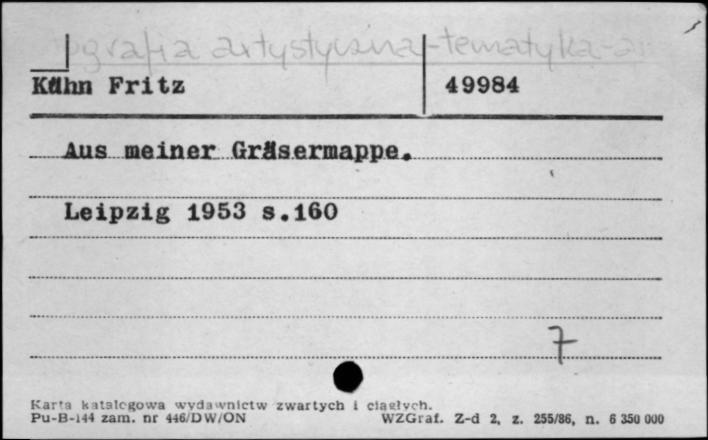 grafia artystyczna-tematyka-
Kühn Fritz 49984
Aus meiner Gräsermappe.
Leipzig 1953 s.160
7
Karta katalogowa wydawnictw zwartych i ciągłych.
Pu-B-144 zam. nr 446/DW/ON WZGraf. Z-d 2, z. 255/86, n. 6 350 000